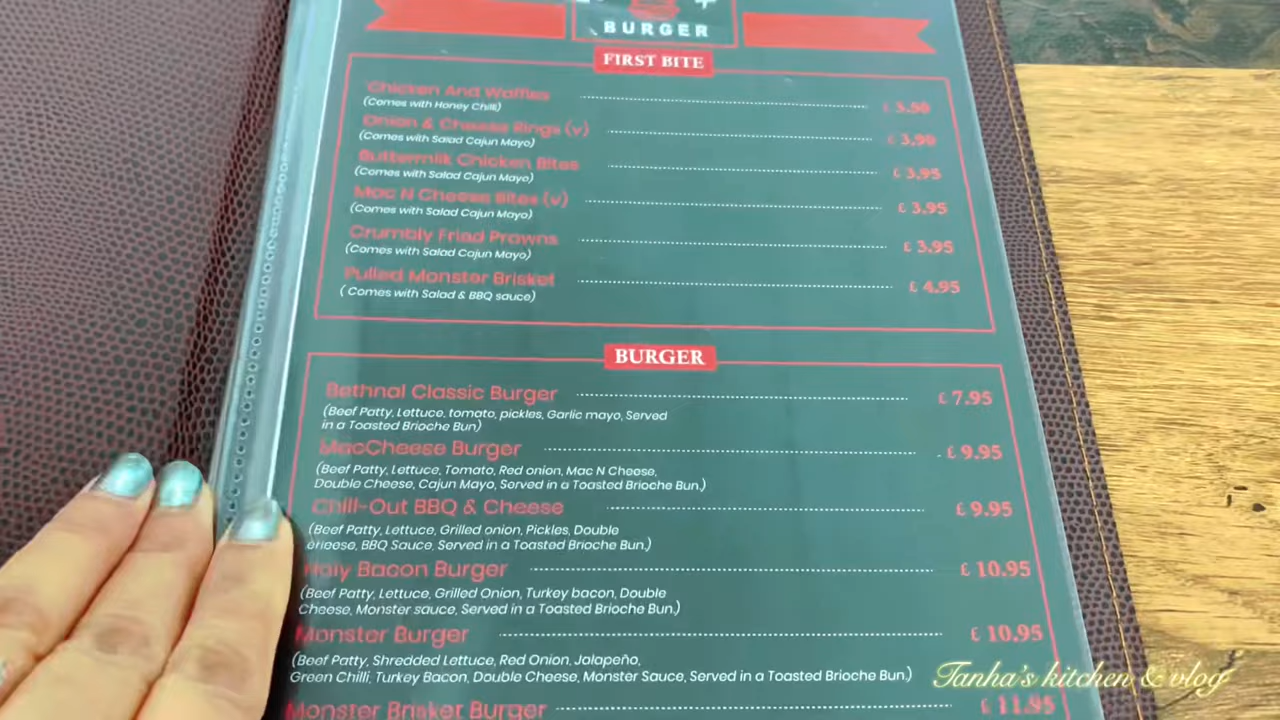 BURGER
FIRST BITE
Chicken And Waffles £ 3.50
(Comes with Honey Chilli)
Onion & Cheese Rings (v) £ 3.90
(Comes with Salad Cajun Mayo)
Buttermilk Chicken Bites £ 3.95
(Comes with Salad Cajun Mayo)
Mac N Cheese Bites (v) £ 3.95
(Comes with Salad Cajun Mayo)
Crumbly Fried Prawns £ 3.95
(Comes with Salad Cajun Mayo)
Pulled Monster Brisket £ 4.95
( Comes with Salad & BBQ sauce)
BURGER
Bethnal Classic Burger £ 7.95
(Beef Patty, Lettuce, tomato, pickles, Garlic mayo, Served
in a Toasted Brioche Bun)
MacCheese Burger £ 9.95
(Beef Patty, Lettuce, Tomato, Red onion, Mac N Cheese,
Double Cheese, Cajun Mayo, Served in a Toasted Brioche Bun.)
Chill-Out BBQ & Cheese £ 9.95
(Beef Patty, Lettuce, Grilled onion, Pickles, Double
Cheese, BBQ Sauce, Served in a Toasted Brioche Bun.)
Holy Bacon Burger £ 10.95
(Beef Patty, Lettuce, Grilled Onion, Turkey bacon, Double
Cheese, Monster sauce, Served in a Toasted Brioche Bun.)
Monster Burger £ 10.95
(Beef Patty, Shredded Lettuce, Red Onion, Jalapeño,
Green Chilli, Turkey Bacon, Double Cheese, Monster Sauce, Served in a Toasted Brioche Bun.)
Monster Brisket Burger £ 11.95
Tanha's kitchen & vlog